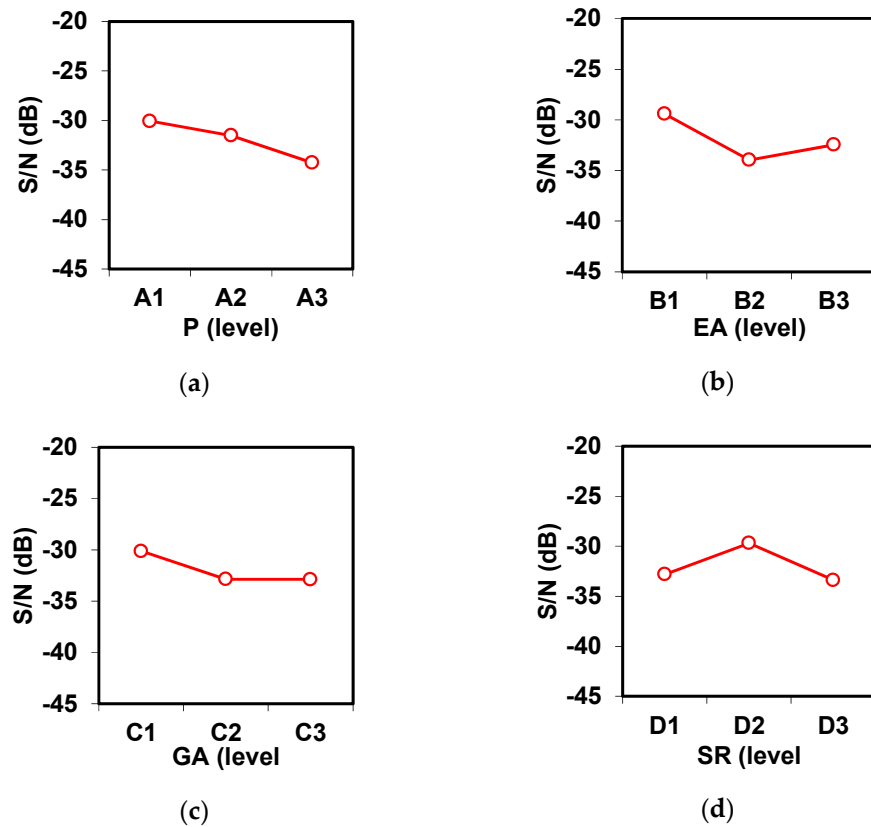 -20
-25
-30
-35
-40
-45
S/N (dB)
A1 A2 A3
P (level)
(a)
-20
-25
-30
-35
-40
-45
S/N (dB)
B1 B2 B3
EA (level)
(b)
-20
-25
-30
-35
-40
-45
S/N (dB)
C1 C2 C3
GA (level
(c)
-20
-25
-30
-35
-40
-45
S/N (dB)
D1 D2 D3
SR (level
(d)